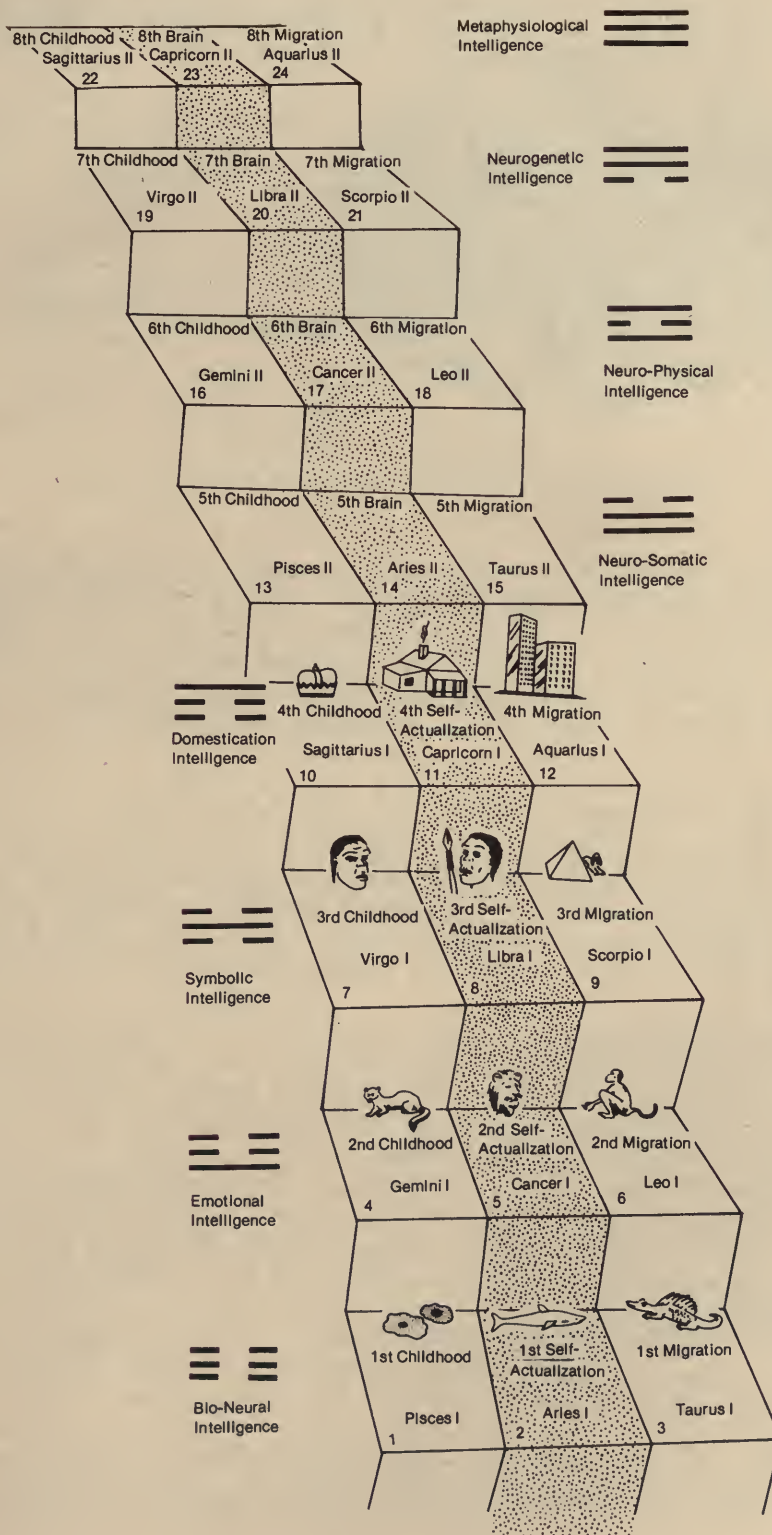 Metaphysiological
Intelligence
8th Childhood 8th Brain 8th Migration
Sagittarius II Capricorn II Aquarius II
22 23 24
Neurogenetic
Intelligence
7th Childhood 7th Brain 7th Migration
Virgo II Libra II Scorpio II
19 20 21
6th Childhood 6th Brain 6th Migration
Gemini II Cancer II Leo II
16 17 18
Neuro-Physical
Intelligence
5th Childhood 5th Brain 5th Migration
Pisces II Aries II Taurus II
13 14 15
Neuro-Somatic
Intelligence
Domestication
Intelligence
4th Childhood 4th Self-Actualization 4th Migration
Sagittarius I Capricorn I Aquarius I
10 11 12
3rd Childhood 3rd Self-Actualization 3rd Migration
Virgo I Libra I Scorpio I
7 8 9
Symbolic
Intelligence
2nd Childhood 2nd Self-Actualization 2nd Migration
Gemini I Cancer I Leo I
4 5 6
Emotional
Intelligence
1st Childhood 1st Self-Actualization 1st Migration
Pisces I Aries I Taurus I
1 2 3
Bio-Neural
Intelligence